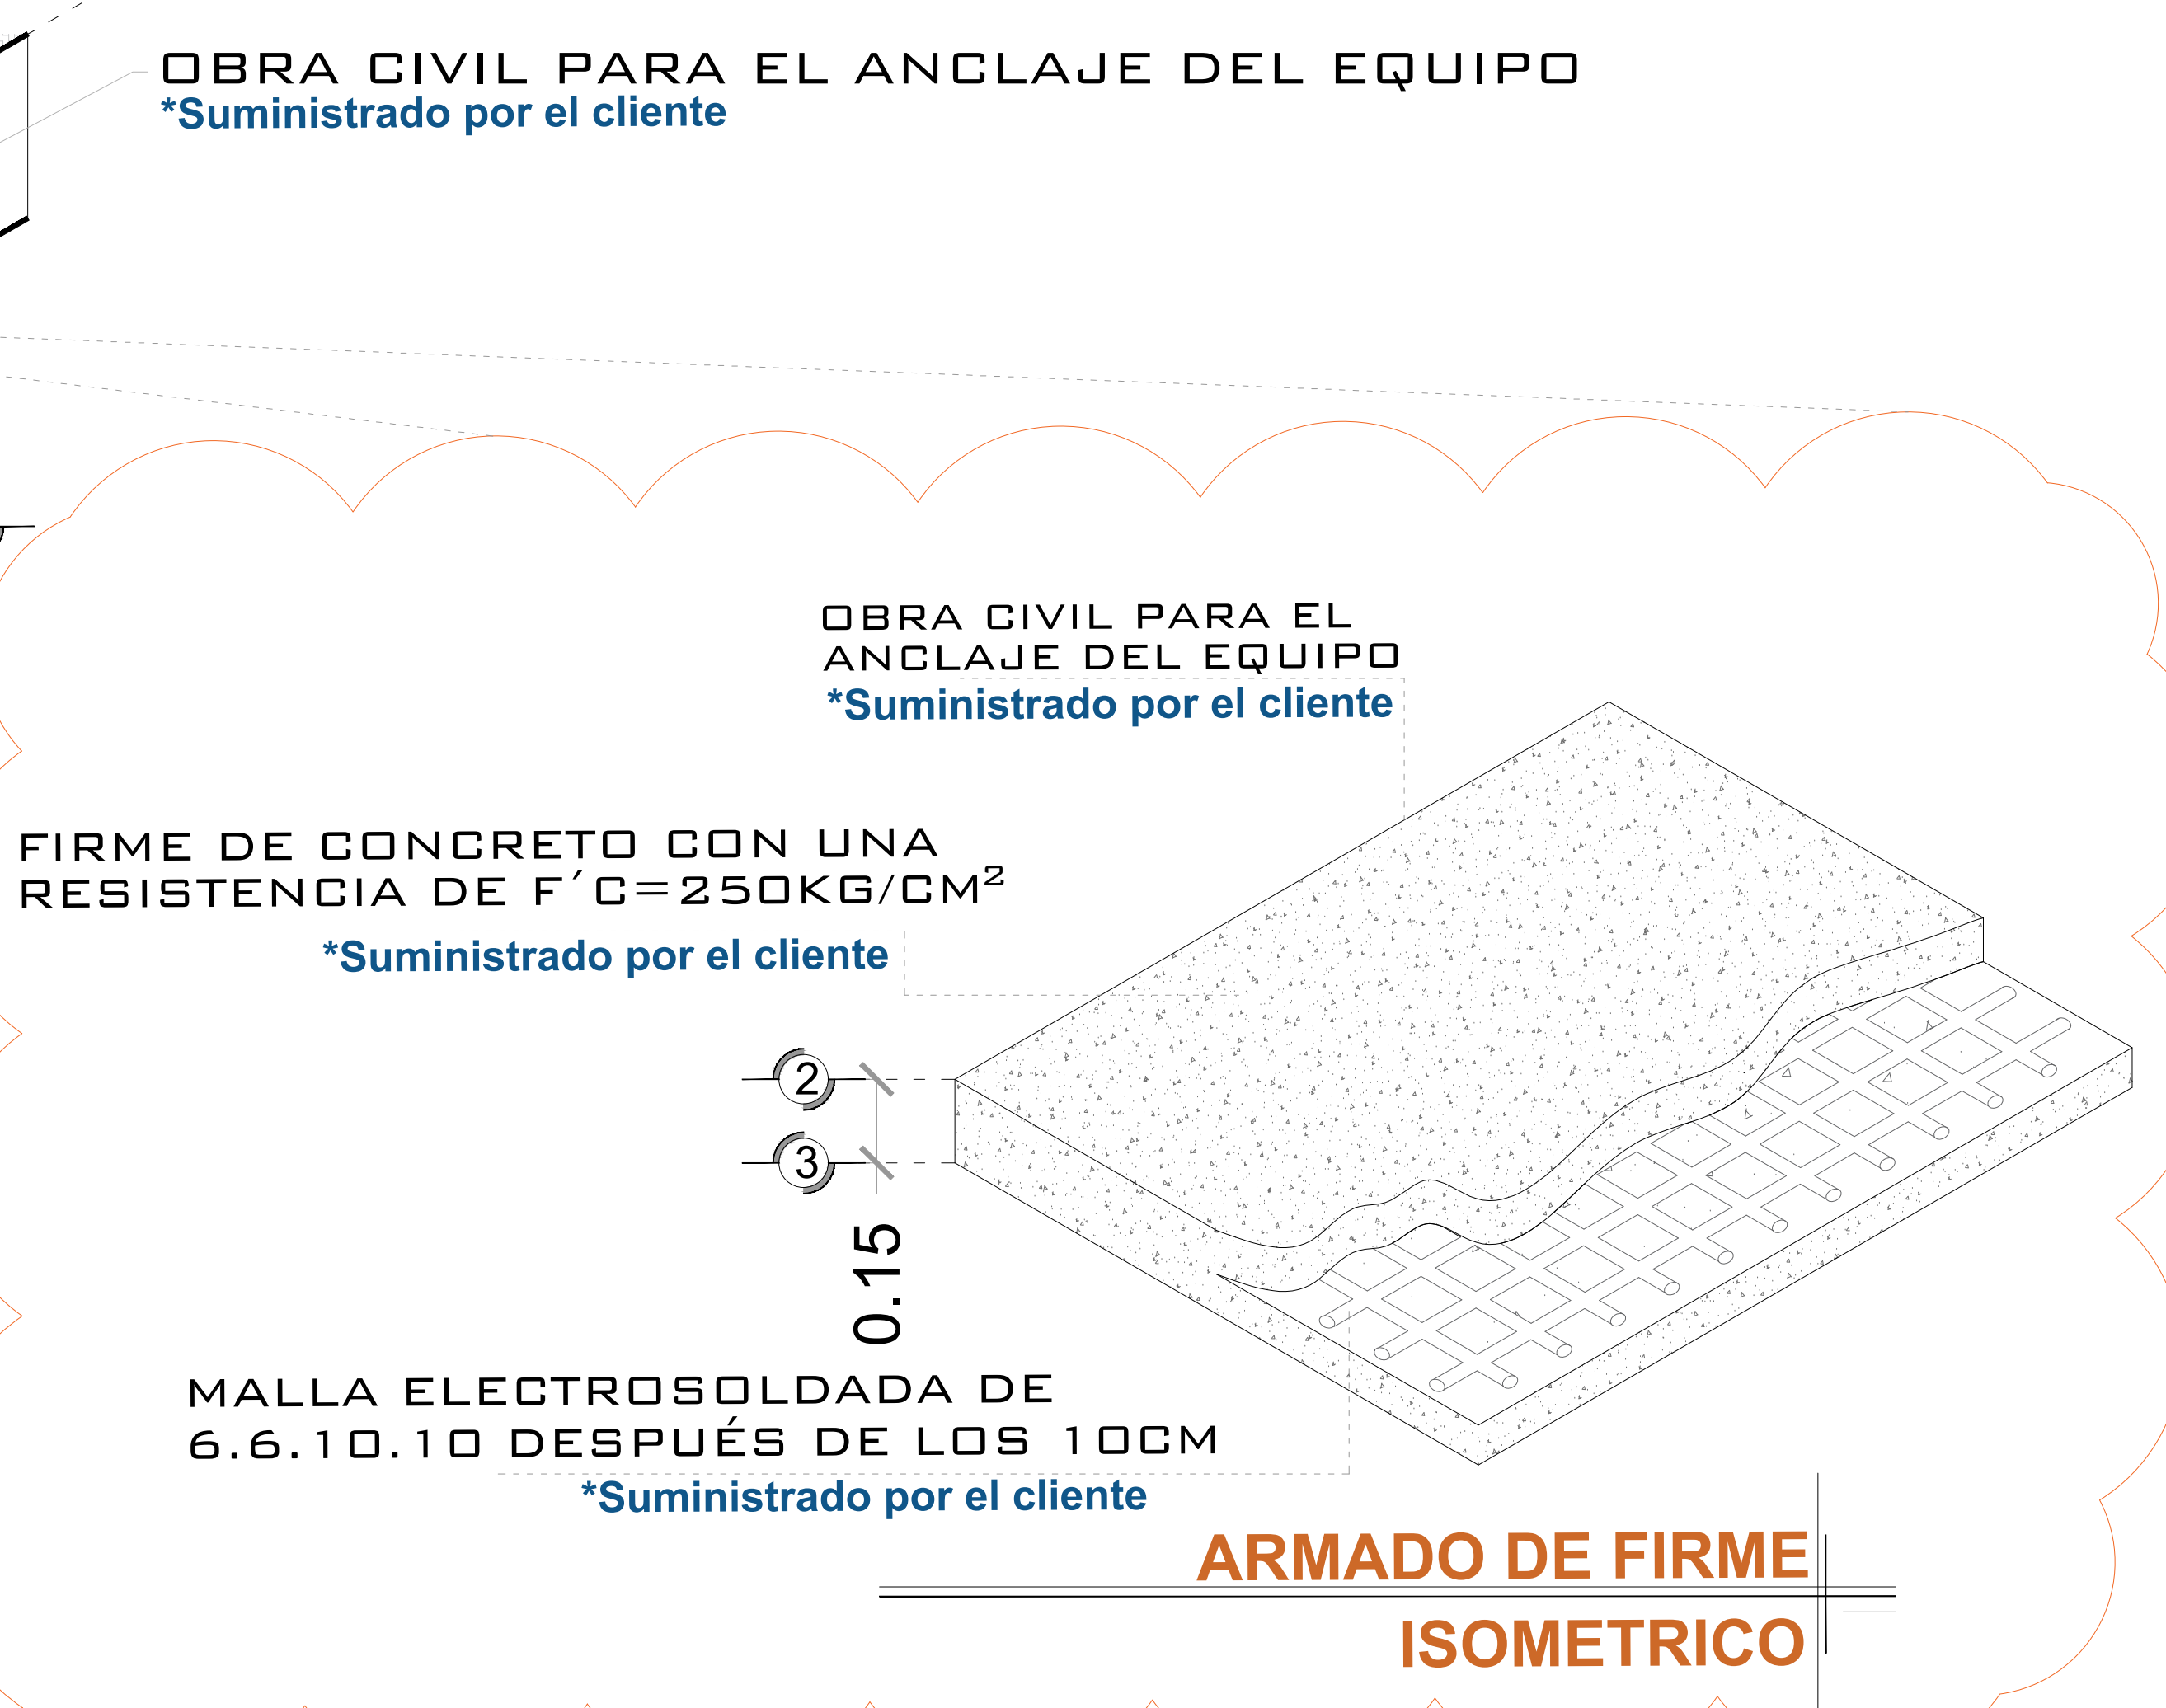 OBRA CIVIL PARA EL ANCLAJE DEL EQUIPO
*Suministrado por el cliente
OBRA CIVIL PARA EL
ANCLAJE DEL EQUIPO
*Suministrado por el cliente
FIRME DE CONCRETO CON UNA
RESISTENCIA DE F´C=250KG/CM²
*Suministrado por el cliente
2
3
0.15
MALLA ELECTROSOLDADA DE
6.6.10.10 DESPUÉS DE LOS 10CM
*Suministrado por el cliente
ARMADO DE FIRME
ISOMETRICO